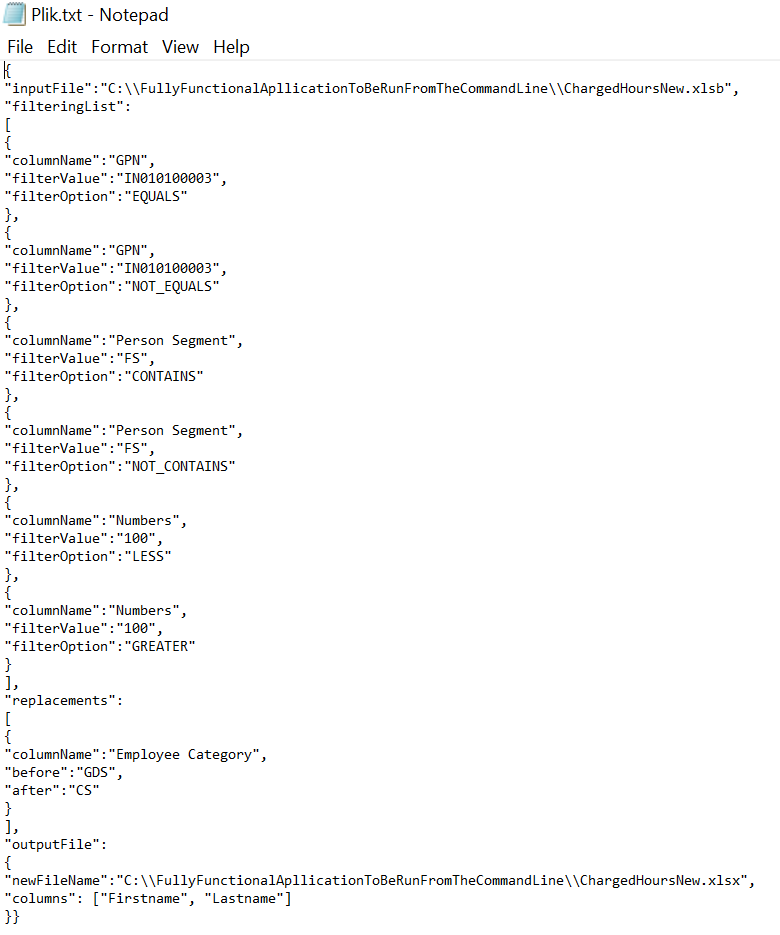 Plik.txt - Notepad
File Edit Format View Help
{
"inputFile":"C:\\FullyFunctionalApllicationToBeRunFromTheCommandLine\\ChargedHoursNew.xlsb",
"filteringList":
[
{
"columnName":"GPN",
"filterValue":"IN010100003",
"filterOption":"EQUALS"
},
{
"columnName":"GPN",
"filterValue":"IN010100003",
"filterOption":"NOT_EQUALS"
},
{
"columnName":"Person Segment",
"filterValue":"FS",
"filterOption":"CONTAINS"
},
{
"columnName":"Person Segment",
"filterValue":"FS",
"filterOption":"NOT_CONTAINS"
},
{
"columnName":"Numbers",
"filterValue":"100",
"filterOption":"LESS"
},
{
"columnName":"Numbers",
"filterValue":"100",
"filterOption":"GREATER"
}
],
"replacements":
[
{
"columnName":"Employee Category",
"before":"GDS",
"after":"CS"
}
],
"outputFile":
{
"newFileName":"C:\\FullyFunctionalApllicationToBeRunFromTheCommandLine\\ChargedHoursNew.xlsx",
"columns": ["Firstname", "Lastname"]
}}